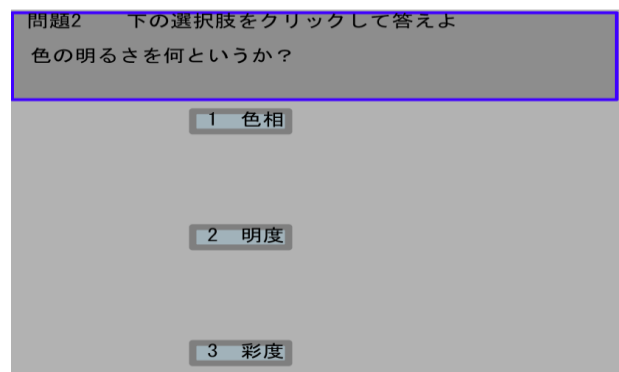 問題2　　下の選択肢をクリックして答えよ
色の明るさを何というか？
1　色相
2　明度
3　彩度